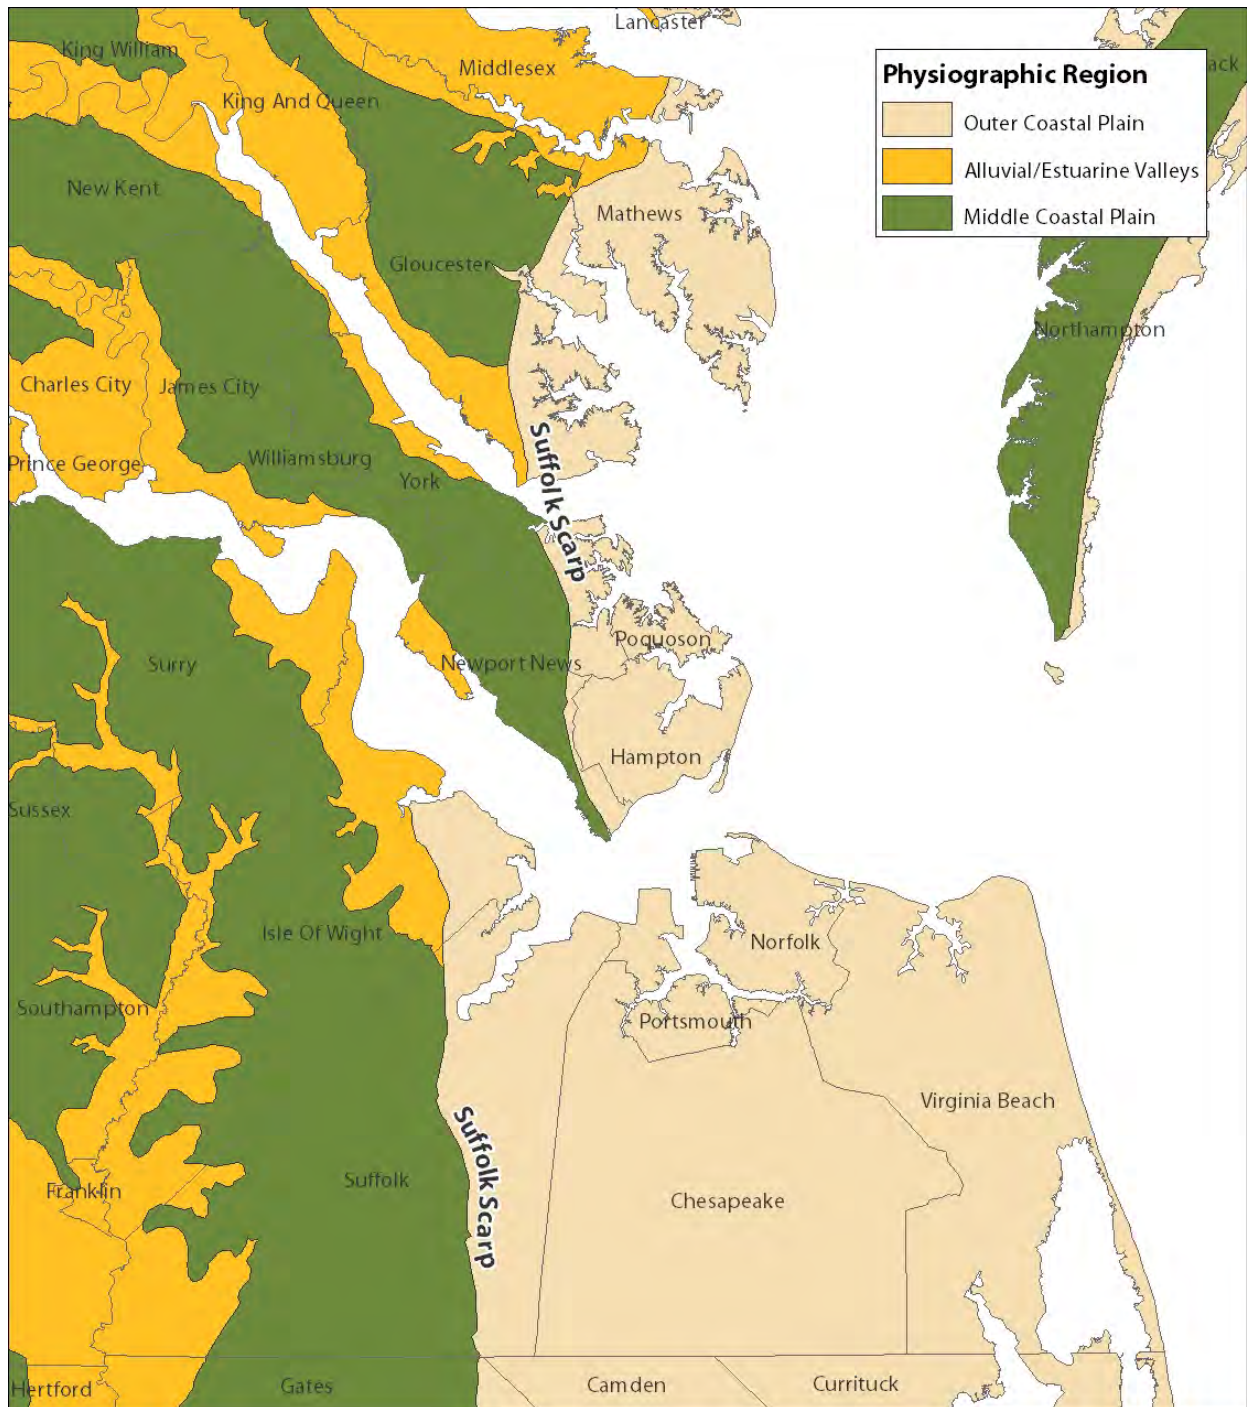 Lancaster
King William
Middlesex
King And Queen
ack
Physiographic Region
Outer Coastal Plain
Alluvial/Estuarine Valleys
Middle Coastal Plain
New Kent
Mathews
Gloucester
Northampton
Charles City
James City
Williamsburg
Prince George
York
Suffolk Scarp
Poquoson
Surry
Newport News
Hampton
Sussex
Isle Of Wight
Norfolk
Southampton
Portsmouth
Virginia Beach
Suffolk Scarp
Suffolk
Franklin
Chesapeake
Hertford
Gates
Camden
Currituck